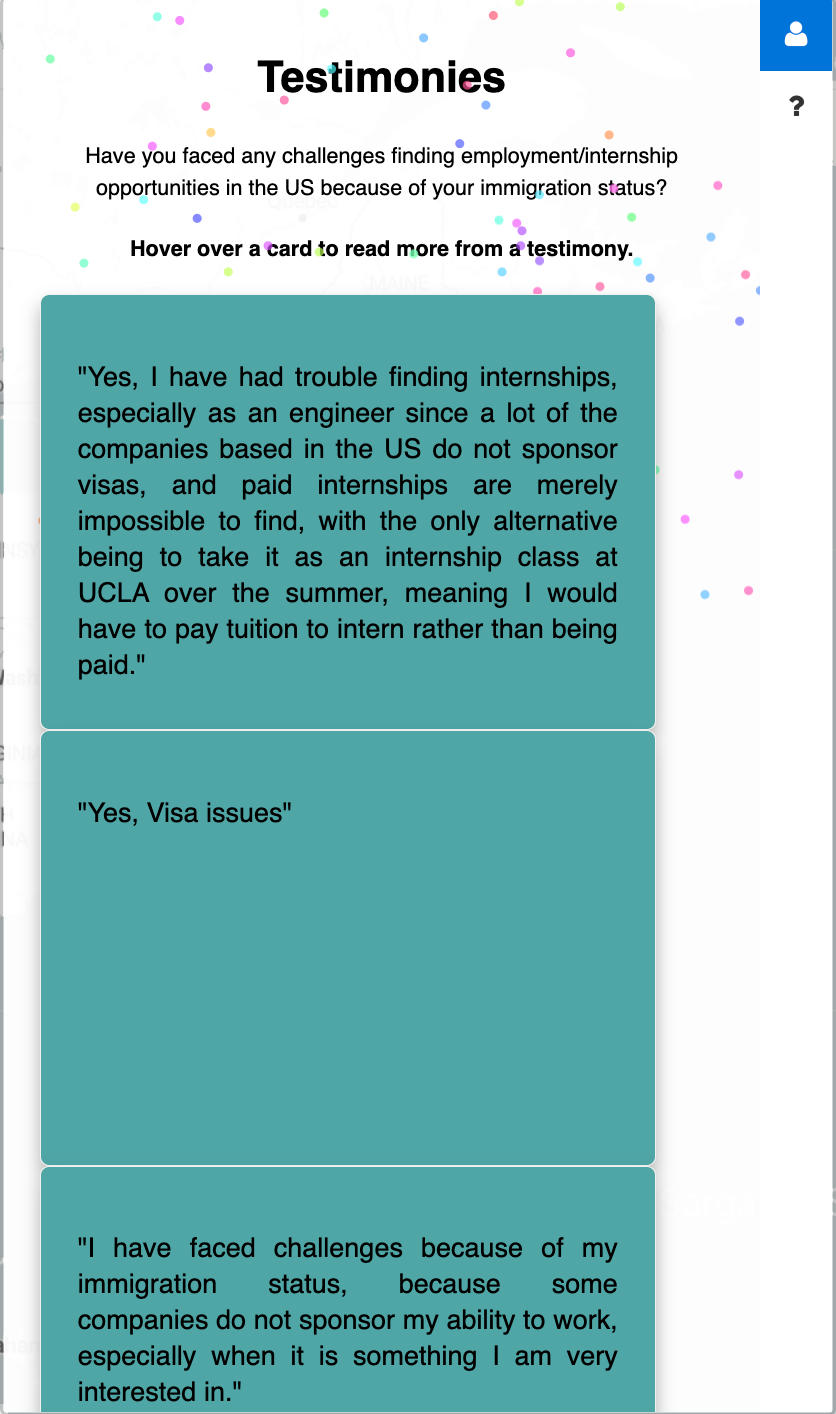 Testimonies
Have you faced any challenges finding employment/internship
opportunities in the US because of your immigration status?
Hover over a card to read more from a testimony.
?
MAINE
"Yes, I have had trouble finding internships,
especially as an engineer since a lot of the
companies based in the US do not sponsor
visas, and paid internships are merely
impossible to find, with the only alternative
being to take it as an internship class at
UCLA over the summer, meaning I would
have to pay tuition to intern rather than being
paid."
"Yes, Visa issues"
"I have faced challenges because of my
immigration status, because some
companies do not sponsor my ability to work,
especially when it is something I am very
interested in."